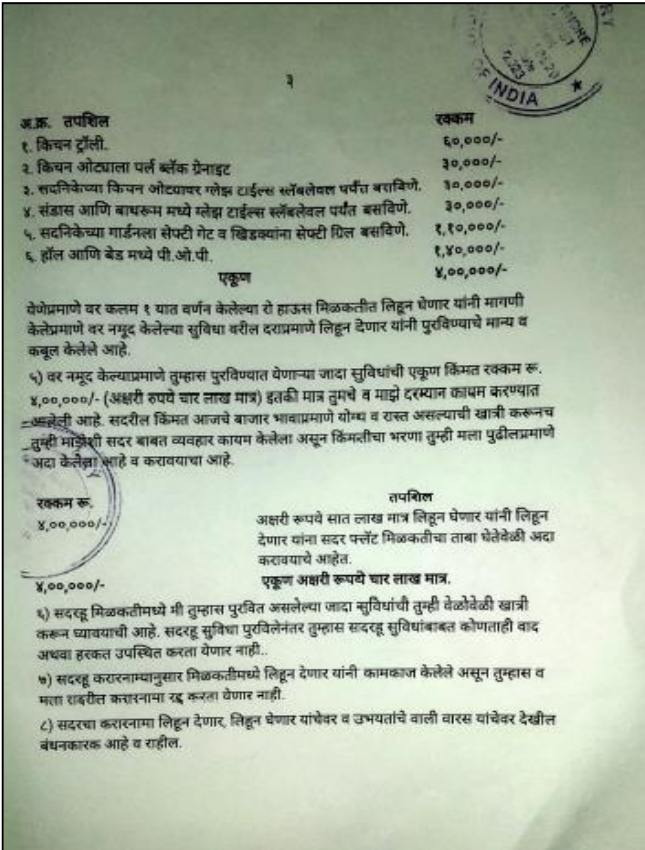 OF INDIA
2023
३
अ.क्र. तपशिल रक्कम
१. किचन ट्रॉली. ६०,०००/-
२. किचन ओट्याला पर्ल ब्लॅक ग्रेनाइट ३०,०००/-
३. सदनिकेच्या किचन ओट्यावर ग्लेझ टाईल्स स्लॅबलेवल पर्यंत बसविणे. ३०,०००/-
४. संडास आणि बाथरूम मध्ये ग्लेझ टाईल्स स्लॅबलेवल पर्यंत बसविणे. ३०,०००/-
५. सदनिकेच्या गार्डनला सेफ्टी गेट व खिडक्यांना सेफ्टी ग्रिल बसविणे. १,१०,०००/-
६. हॉल आणि बेड मध्ये पी.ओ.पी. १,४०,०००/-
एकूण ४,००,०००/-
येणेप्रमाणे वर कलम १ यात वर्णन केलेल्या रो हाऊस मिळकतीत लिहून घेणार यांनी मागणी
केलेप्रमाणे वर नमूद केलेल्या सुविधा वरील दराप्रमाणे लिहून देणार यांनी पुरविण्याचे मान्य व
कबूल केलेले आहे.
५) वर नमूद केल्याप्रमाणे तुम्हास पुरविण्यात येणाऱ्या जादा सुविधांची एकूण किंमत रक्कम रू.
४,००,०००/- (अक्षरी रुपये चार लाख मात्र) इतकी मात्र तुमचे व माझे दरम्यान कायम करण्यात
आलेली आहे. सदरील किंमत आजचे बाजार भावाप्रमाणे योग्य व रास्त असल्याची खात्री करूनच
तुम्ही माझेशी सदर बाबत व्यवहार कायम केलेला असून किंमतीचा भरणा तुम्ही मला पुढीलप्रमाणे
अदा केलेला आहे व करावयाचा आहे.
रक्कम रू. तपशिल
४,००,०००/- अक्षरी रूपये सात लाख मात्र लिहून घेणार यांनी लिहून
देणार यांना सदर फ्लॅट मिळकतीचा ताबा घेतेवेळी अदा
करावयाचे आहेत.
४,००,०००/- एकूण अक्षरी रूपये चार लाख मात्र.
६) सदरहू मिळकतीमध्ये मी तुम्हास पुरवित असलेल्या जादा सुविधांची तुम्ही वेळोवेळी खात्री
करून घ्यावयाची आहे. सदरहू सुविधा पुरविलेनंतर तुम्हास सादरहू सुविधांबाबत कोणताही वाद
अथवा हरकत उपस्थित करता येणार नाही..
७) सदरहू करारनाम्यानुसार मिळकतीमध्ये लिहून देणार यांनी कामकाज केलेले असून तुम्हास व
मला सदरील करारनामा रद्द करता येणार नाही.
८) सदरचा करारनामा लिहून देणार, लिहून घेणार यांचेवर व उभयतांचे वाली वारस यांचेवर देखील
बंधनकारक आहे व राहील.